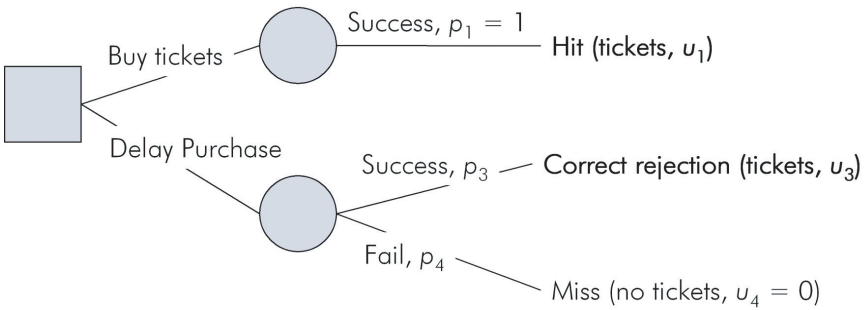 Success, p₁ = 1
Buy tickets
Hit (tickets, u₁)
Delay Purchase
Success, p₃
Correct rejection (tickets, u₃)
Fail, p₄
Miss (no tickets, u₄ = 0)